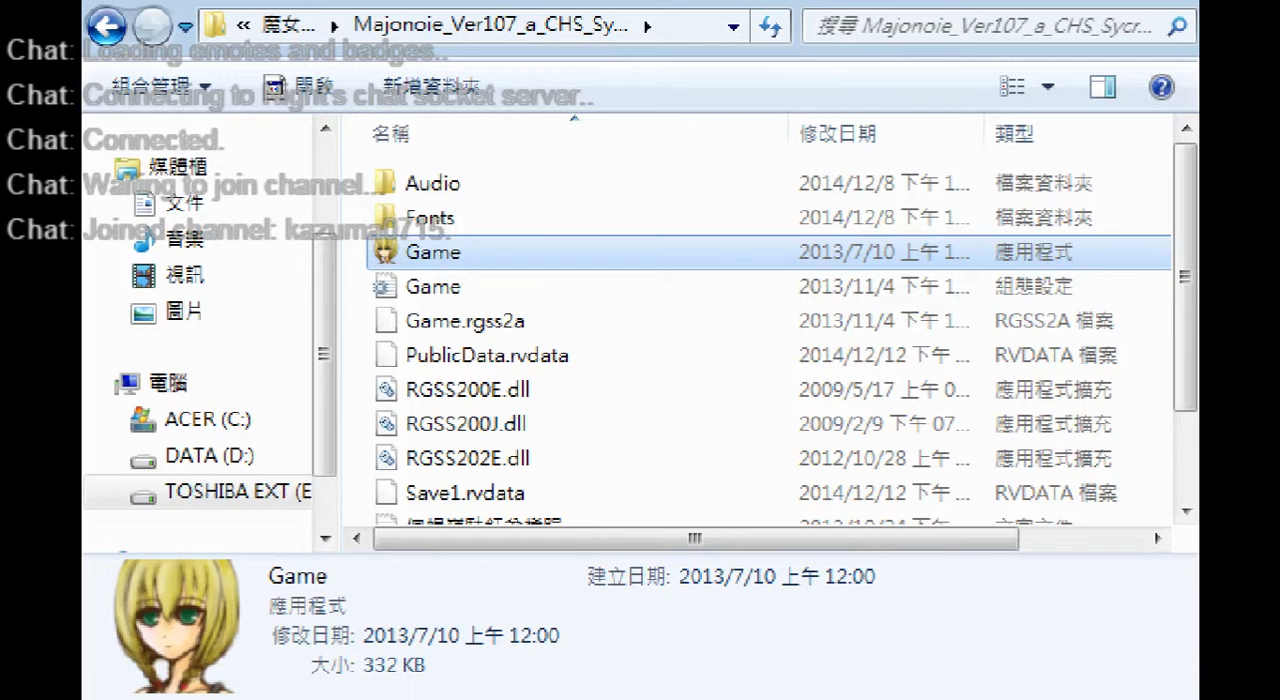 « 魔女... ▸ Majonoie_Ver107_a_CHS_Sy... ▸
搜尋 Majonoie_Ver107_a_CHS_Sycr...
Chat: Loading emotes and badges..
組合管理 開啟 新增資料夾
Chat: Connecting to Hight's chat socket server..
Chat: Connected.
Chat: Waiting to join channel..
Chat: Joined channel: kazuma0715.
媒體櫃
文件
音樂
視訊
圖片
電腦
ACER (C:)
DATA (D:)
TOSHIBA EXT (E
名稱 修改日期 類型
Audio 2014/12/8 下午 1... 檔案資料夾
Fonts 2014/12/8 下午 1... 檔案資料夾
Game 2013/7/10 上午 1... 應用程式
Game 2013/11/4 下午 1... 組態設定
Game.rgss2a 2013/11/4 下午 1... RGSS2A 檔案
PublicData.rvdata 2014/12/12 下午 ... RVDATA 檔案
RGSS200E.dll 2009/5/17 上午 0... 應用程式擴充
RGSS200J.dll 2009/2/9 下午 07... 應用程式擴充
RGSS202E.dll 2012/10/28 上午 ... 應用程式擴充
Save1.rvdata 2014/12/12 下午 ... RVDATA 檔案
Game
應用程式
修改日期: 2013/7/10 上午 12:00
大小: 332 KB
建立日期: 2013/7/10 上午 12:00